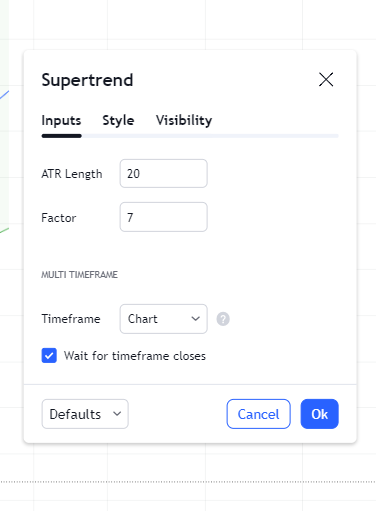 Supertrend
Inputs Style Visibility
ATR Length 20
Factor 7
MULTI TIMEFRAME
Timeframe Chart ?
Wait for timeframe closes
Defaults Cancel Ok